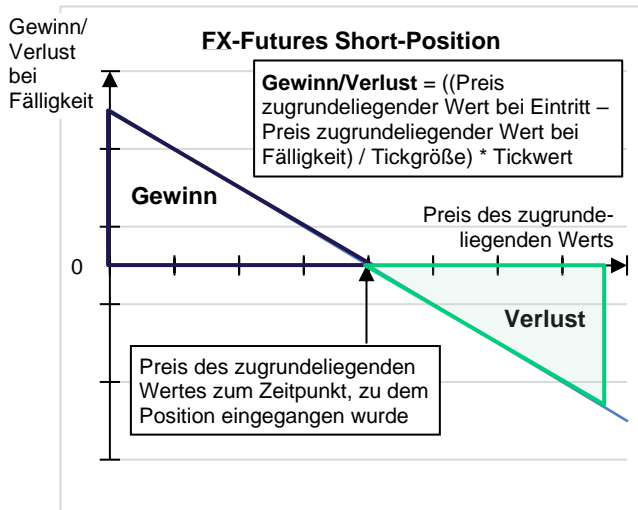 Gewinn/
Verlust
bei
Fälligkeit
FX-Futures Short-Position
Gewinn/Verlust = ((Preis
zugrundeliegender Wert bei Eintritt –
Preis zugrundeliegender Wert bei
Fälligkeit) / Tickgröße) * Tickwert
Gewinn
Preis des zugrunde-
liegenden Werts
0
Verlust
Preis des zugrundeliegenden
Wertes zum Zeitpunkt, zu dem
Position eingegangen wurde